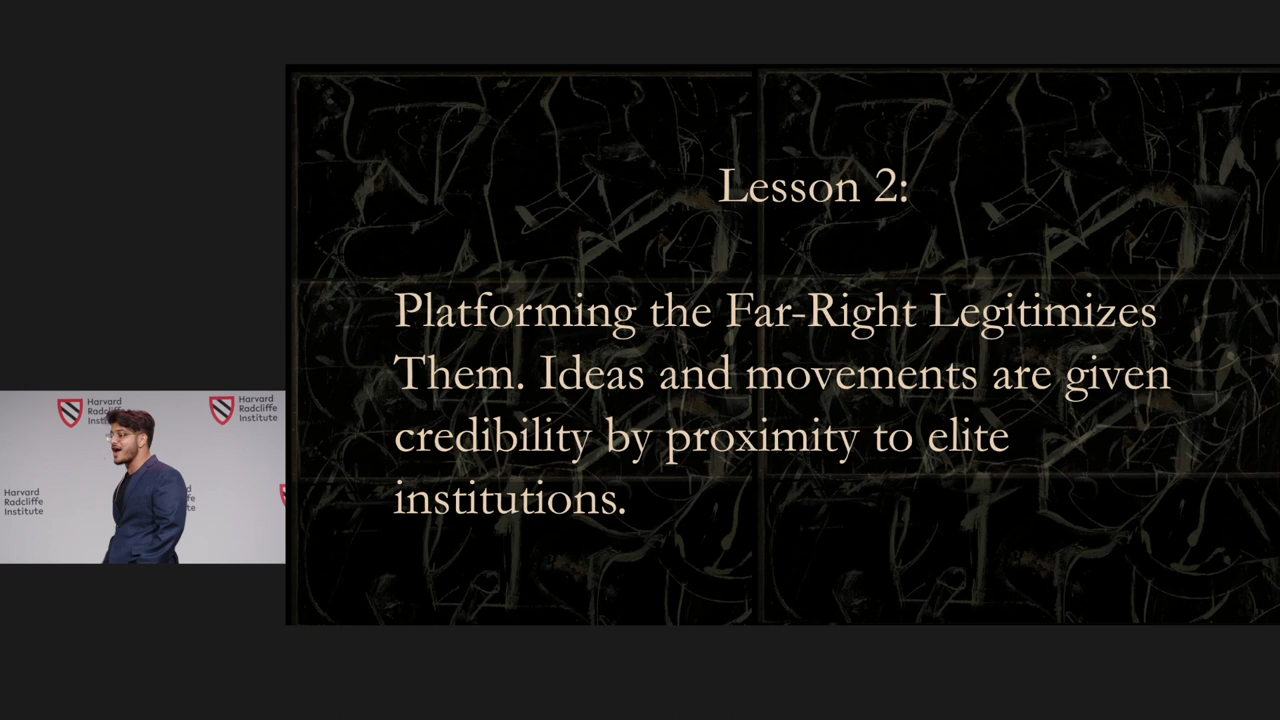 Lesson 2:
Platforming the Far-Right Legitimizes
Them. Ideas and movements are given
credibility by proximity to elite
institutions.
Harvard
Radcliffe
Institute
Harvard
Radcliffe
Institute
Harvard
Radcliffe
Institute